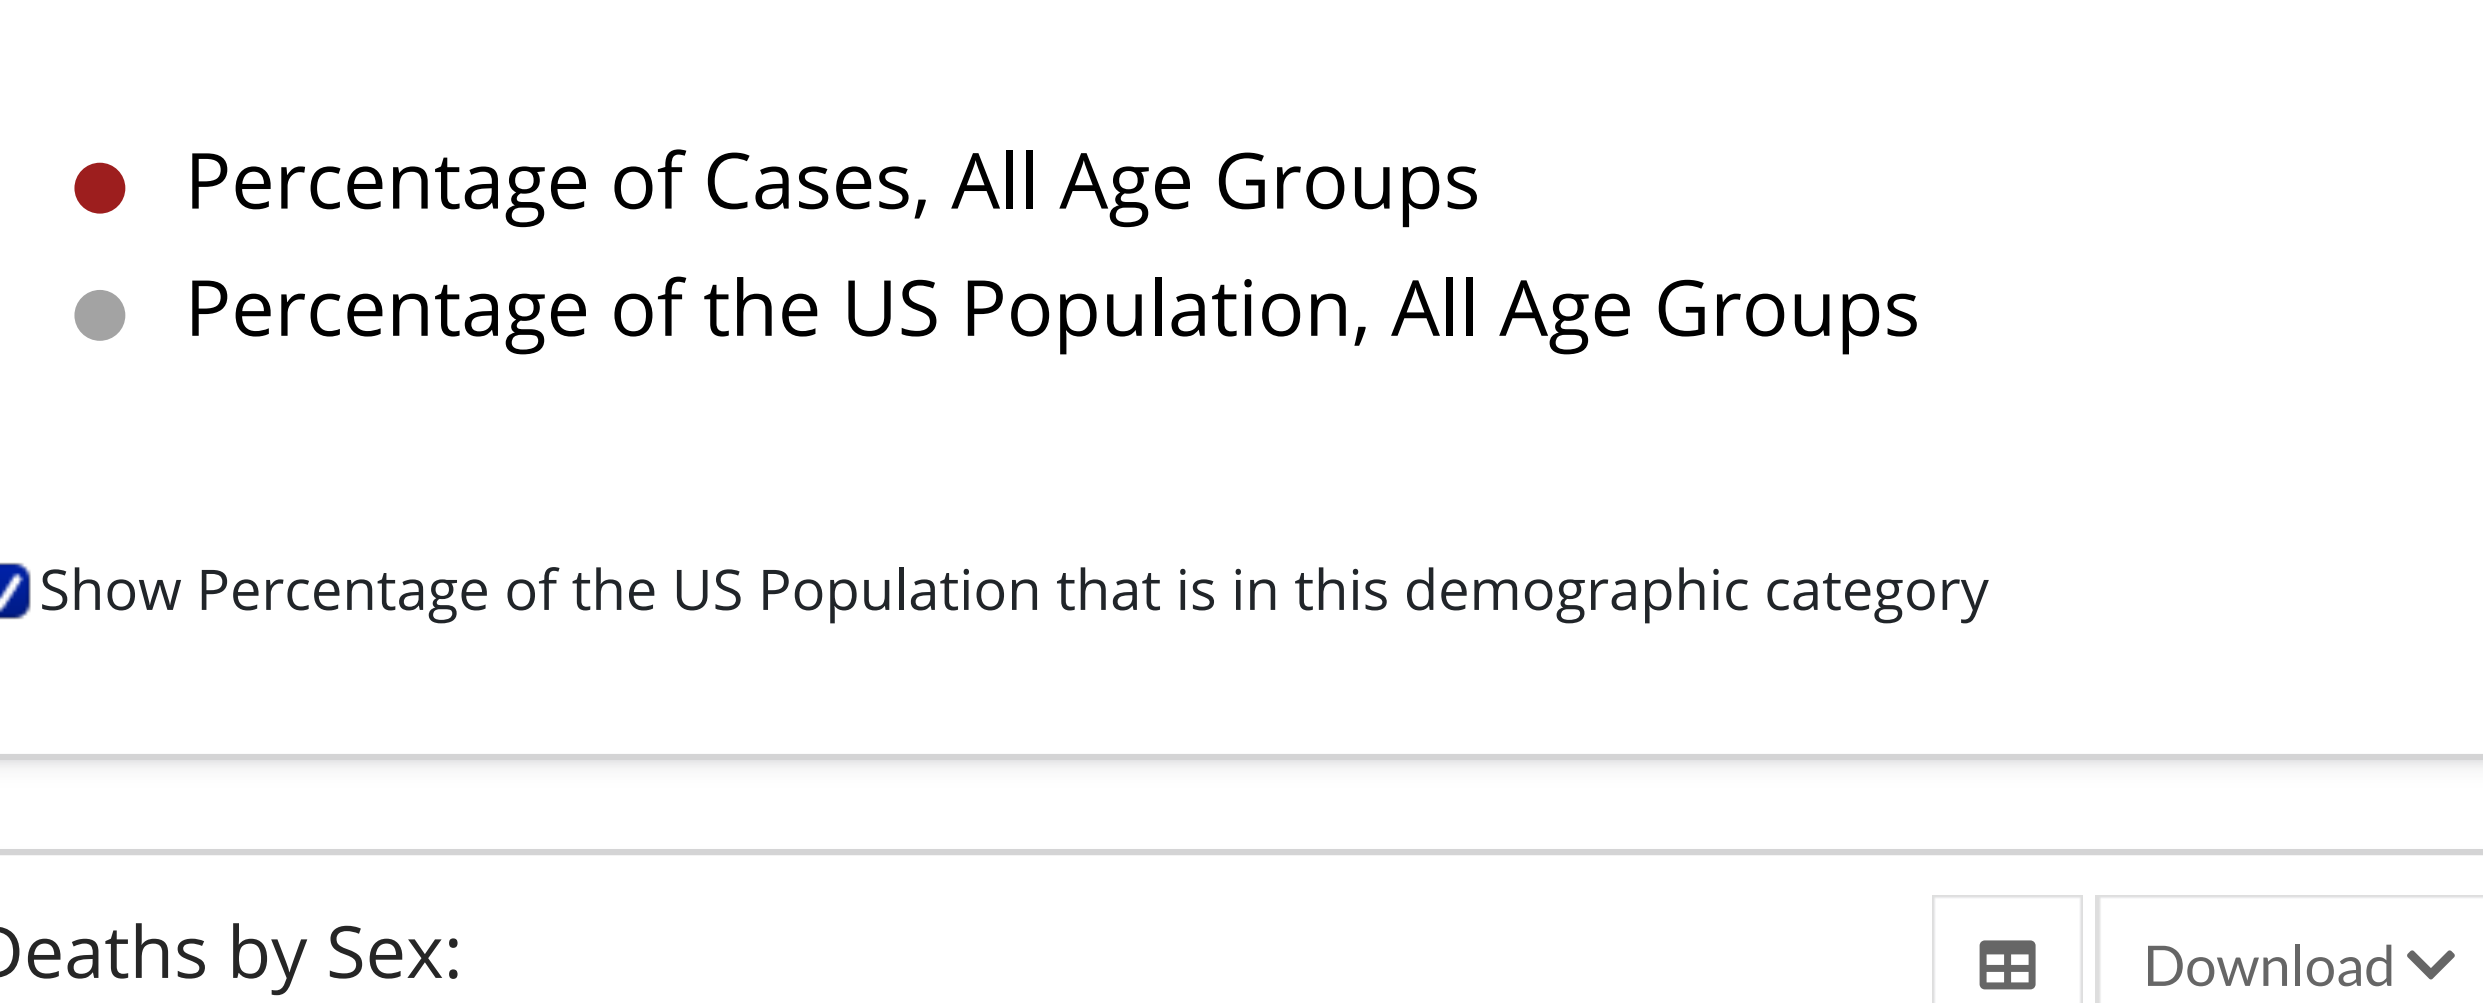 Percentage of Cases, All Age Groups
Percentage of the US Population, All Age Groups
Show Percentage of the US Population that is in this demographic category
Deaths by Sex:
Download